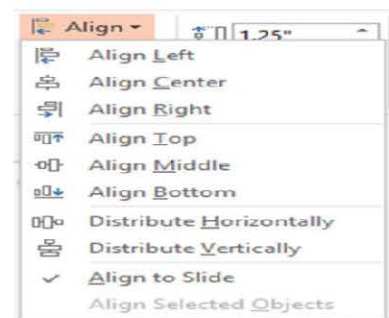 Align 1.25"
Align Left
Align Center
Align Right
Align Top
Align Middle
Align Bottom
Distribute Horizontally
Distribute Vertically
Align to Slide
Align Selected Objects